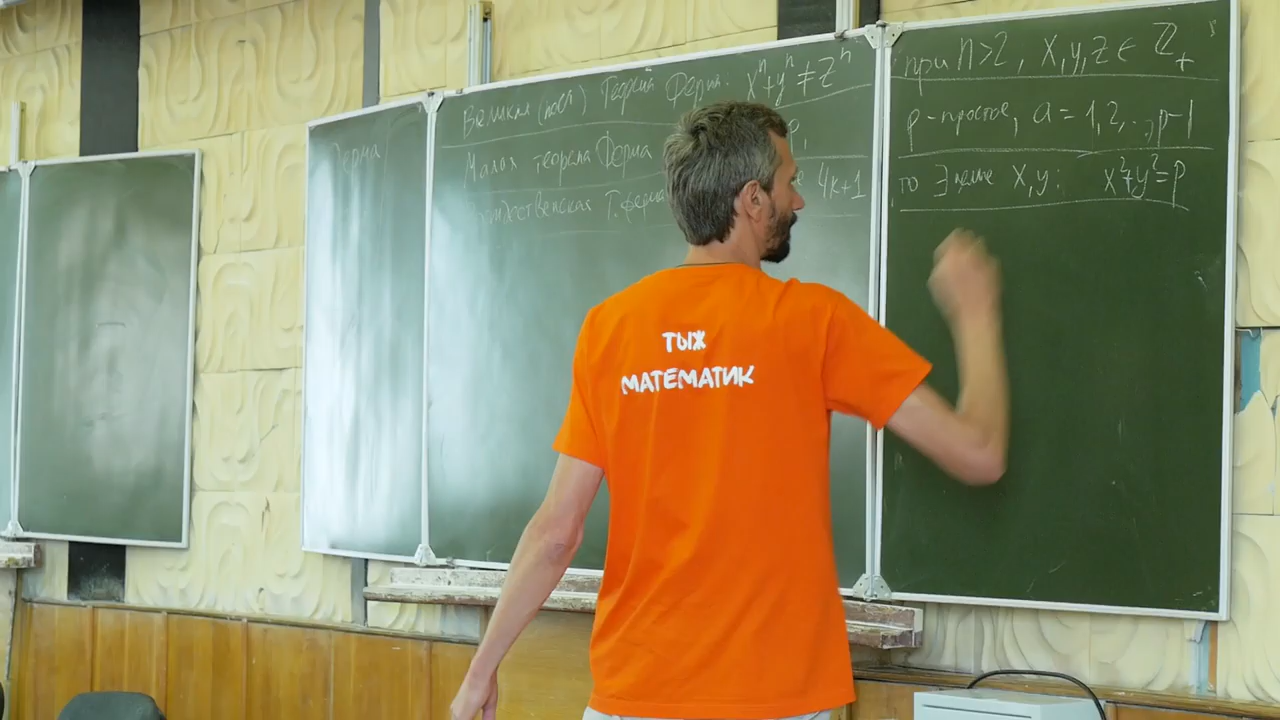 Ферма
Великая (посл) Теорема Ферма: xⁿ+yⁿ≠zⁿ
при n>2, x,y,z ∈ ℤ₊
Малая теорема Ферма
p-простое, a=1,2,..,p-1
Рождественская Т.Ферма 4k+1
то ∃ целые x,y: x²+y²=p
ТЫЖ
МАТЕМАТИК